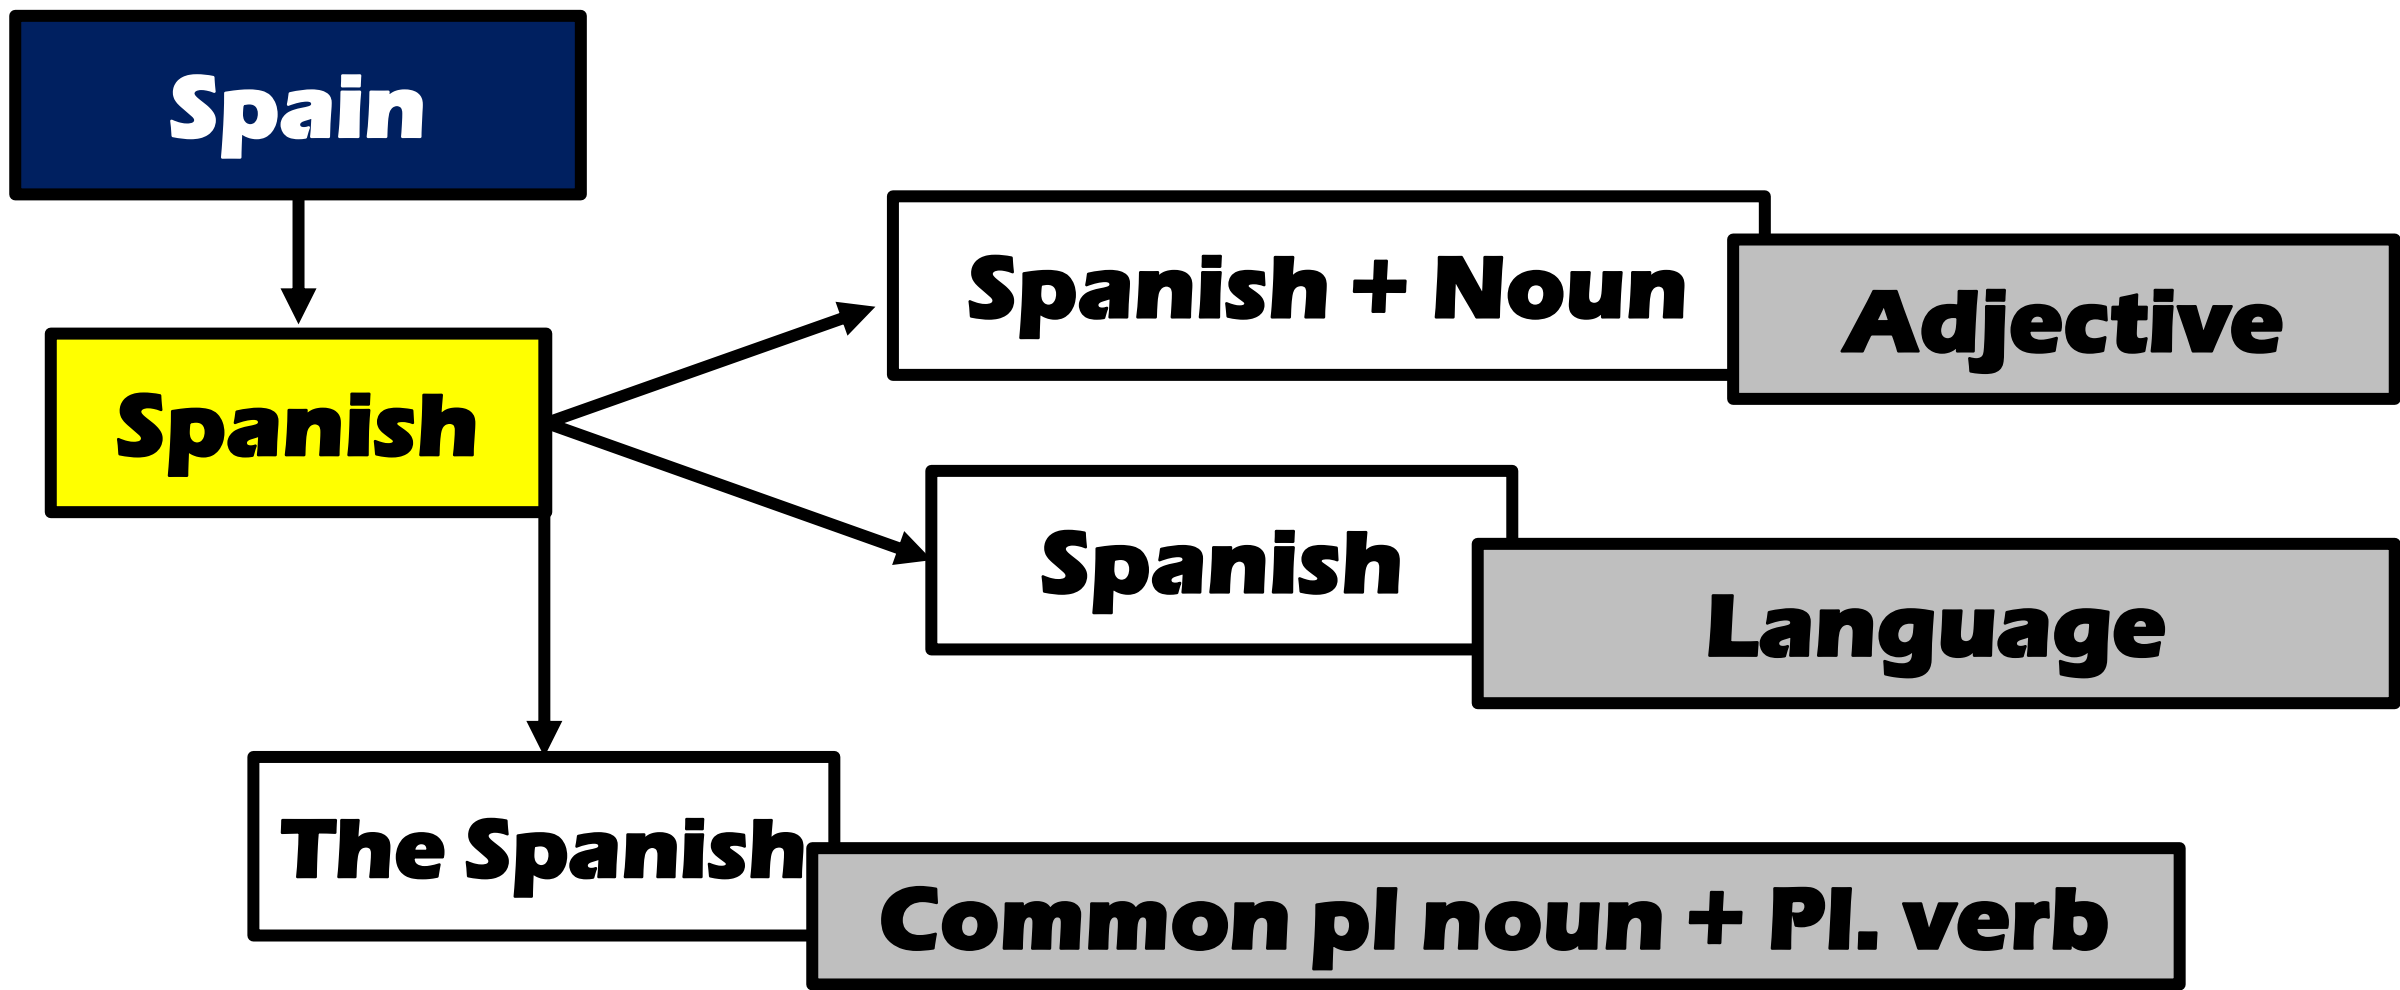 Spain
Spanish + Noun
Adjective
Spanish
Spanish
Language
The Spanish
Common pl noun + Pl. verb